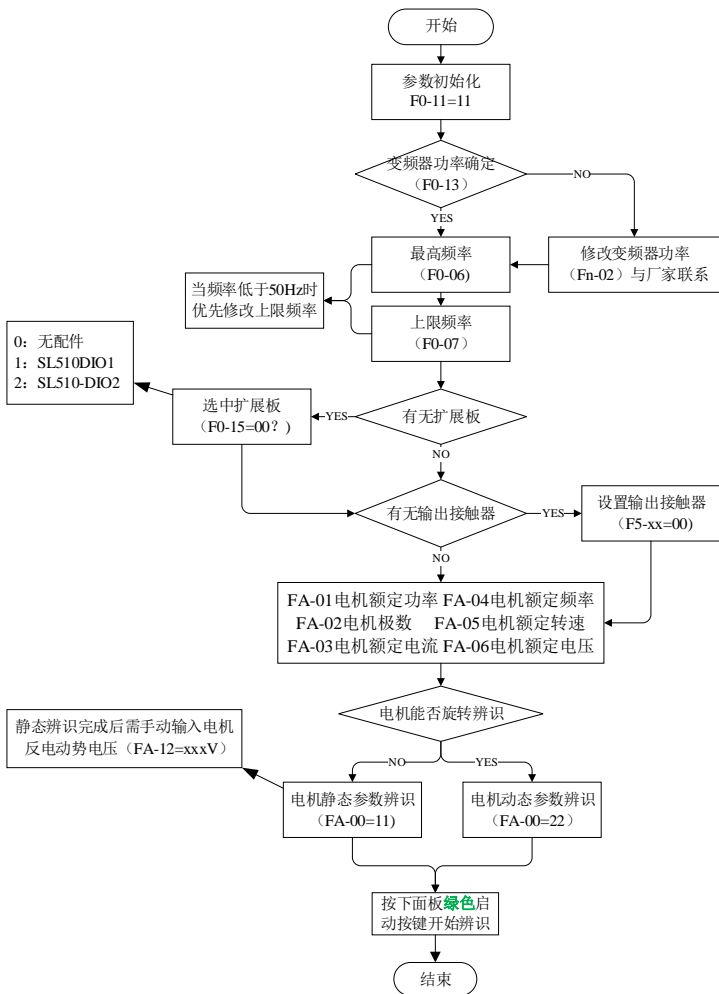 开始
参数初始化
F0-11=11
变频器功率确定
（F0-13）
NO
YES
最高频率
（F0-06)
修改变频器功率
（Fn-02）与厂家联系
当频率低于50Hz时
优先修改上限频率
上限频率
（F0-07）
0：无配件
1：SL510DIO1
2：SL510-DIO2
选中扩展板
（F0-15=00？)
YES
有无扩展板
NO
有无输出接触器
YES
设置输出接触器
（F5-xx=00)
NO
FA-01电机额定功率 FA-04电机额定频率
FA-02电机极数 FA-05电机额定转速
FA-03电机额定电流 FA-06电机额定电压
电机能否旋转辨识
静态辨识完成后需手动输入电机
反电动势电压（FA-12=xxxV）
NO
YES
电机静态参数辨识
（FA-00=11)
电机动态参数辨识
（FA-00=22）
按下面板绿色启
动按键开始辨识
结束